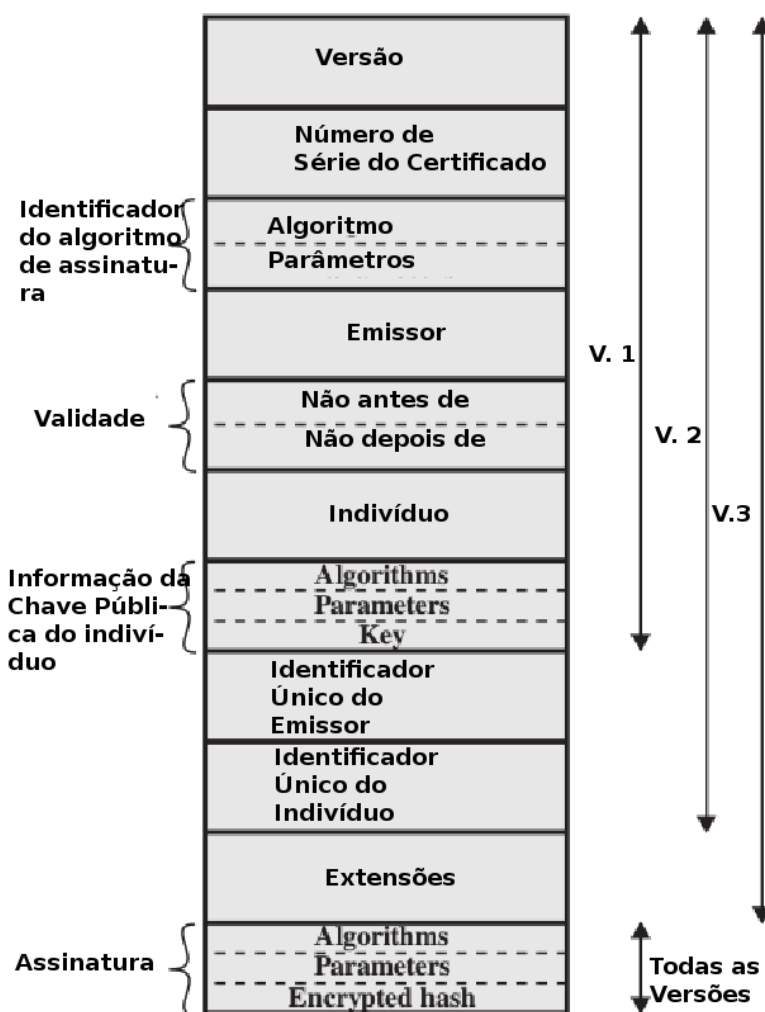 Versão
Número de
Série do Certificado
Identificador
do algoritmo
de assinatu-
ra
Algoritmo
Parâmetros
Emissor
V. 1
Validade
Não antes de
Não depois de
V. 2
Indivíduo
V.3
Informação da
Chave Públi-
ca do indiví-
duo
Algorithms
Parameters
Key
Identificador
Único do
Emissor
Identificador
Único do
Indivíduo
Extensões
Assinatura
Algorithms
Parameters
Encrypted hash
Todas as
Versões